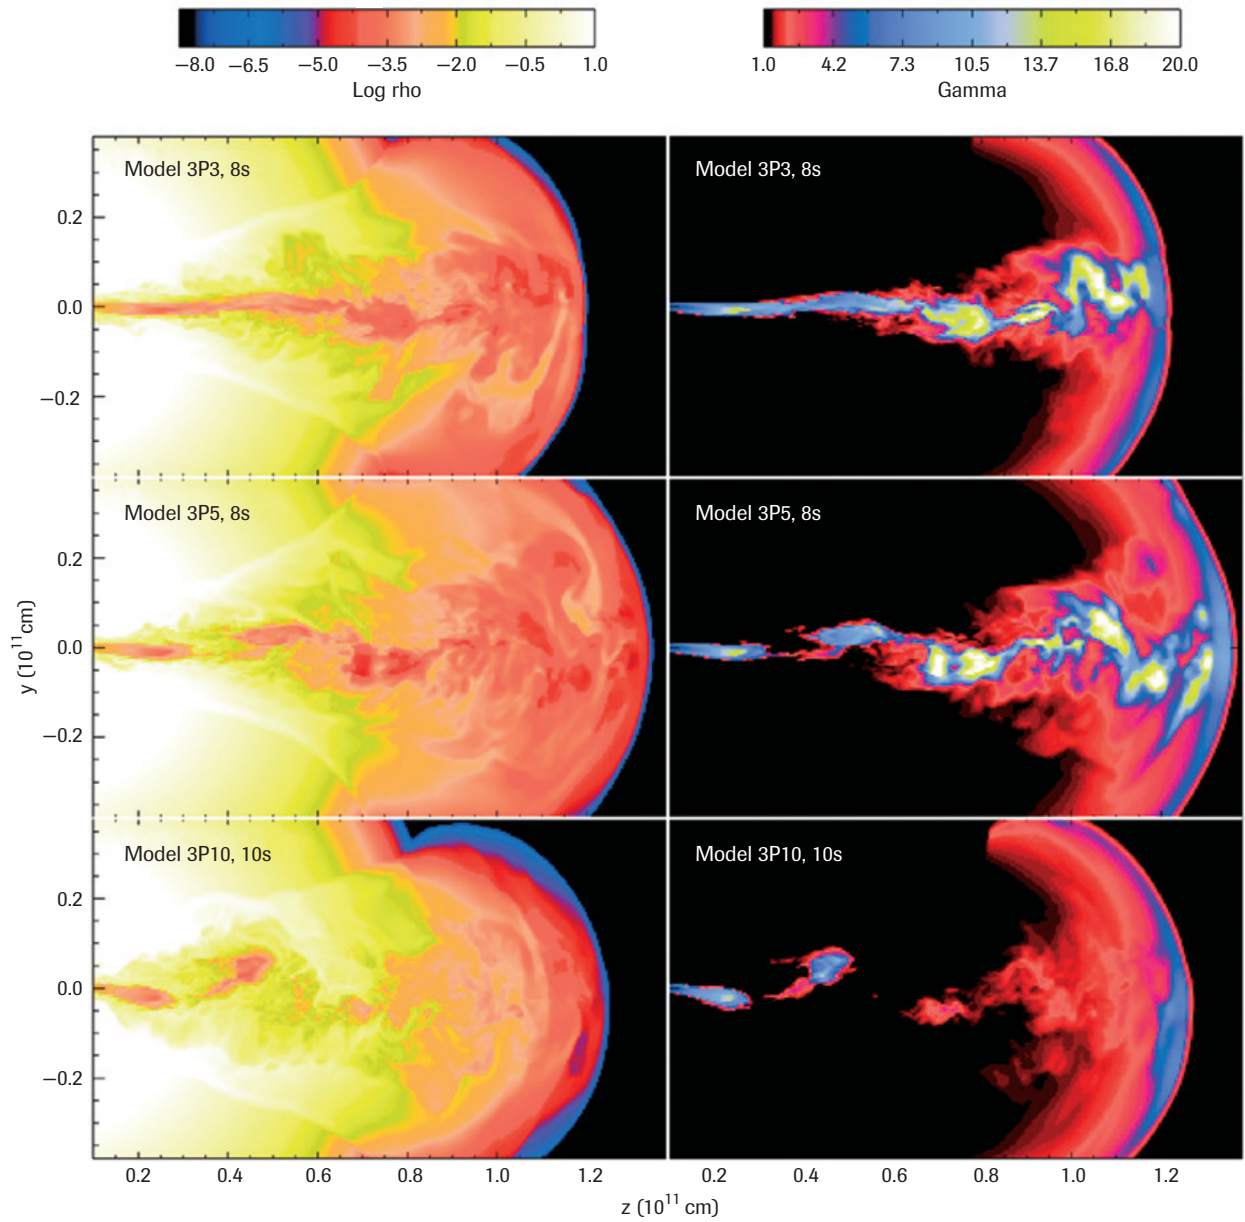 −8.0 −6.5 −5.0 −3.5 −2.0 −0.5 1.0
Log rho
1.0 4.2 7.3 10.5 13.7 16.8 20.0
Gamma
Model 3P3, 8s
Model 3P3, 8s
0.2
0.0
−0.2
Model 3P5, 8s
Model 3P5, 8s
0.2
0.0
−0.2
y (10¹¹cm)
Model 3P10, 10s
Model 3P10, 10s
0.2
0.0
−0.2
0.2 0.4 0.6 0.8 1.0 1.2
0.2 0.4 0.6 0.8 1.0 1.2
z (10¹¹ cm)